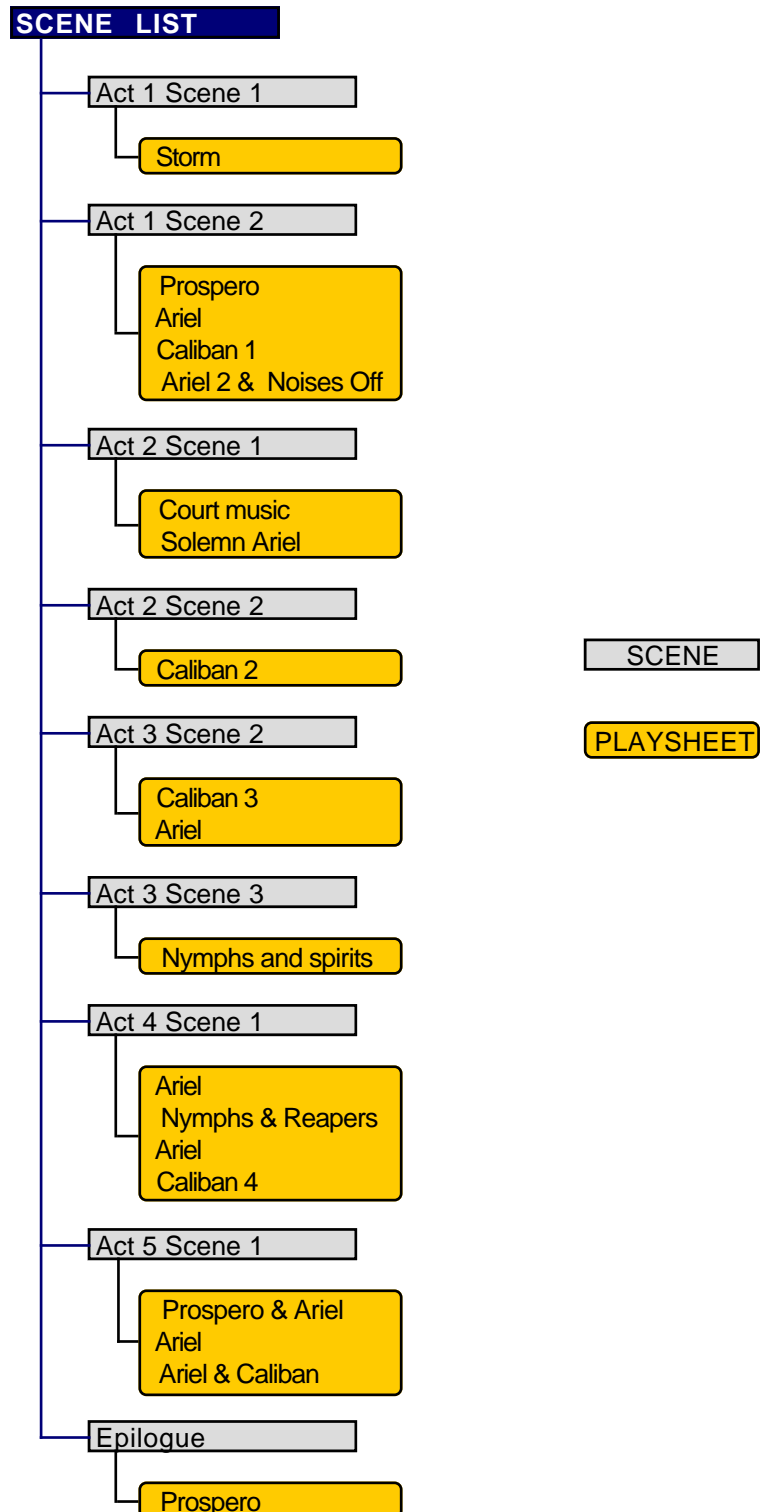 SCENE LIST
Act 1 Scene 1
Storm
Act 1 Scene 2
Prospero
Ariel
Caliban 1
Ariel 2 & Noises Off
Act 2 Scene 1
Court music
Solemn Ariel
Act 2 Scene 2
Caliban 2
Act 3 Scene 2
Caliban 3
Ariel
Act 3 Scene 3
Nymphs and spirits
Act 4 Scene 1
Ariel
Nymphs & Reapers
Ariel
Caliban 4
Act 5 Scene 1
Prospero & Ariel
Ariel
Ariel & Caliban
Epilogue
Prospero
SCENE
PLAYSHEET